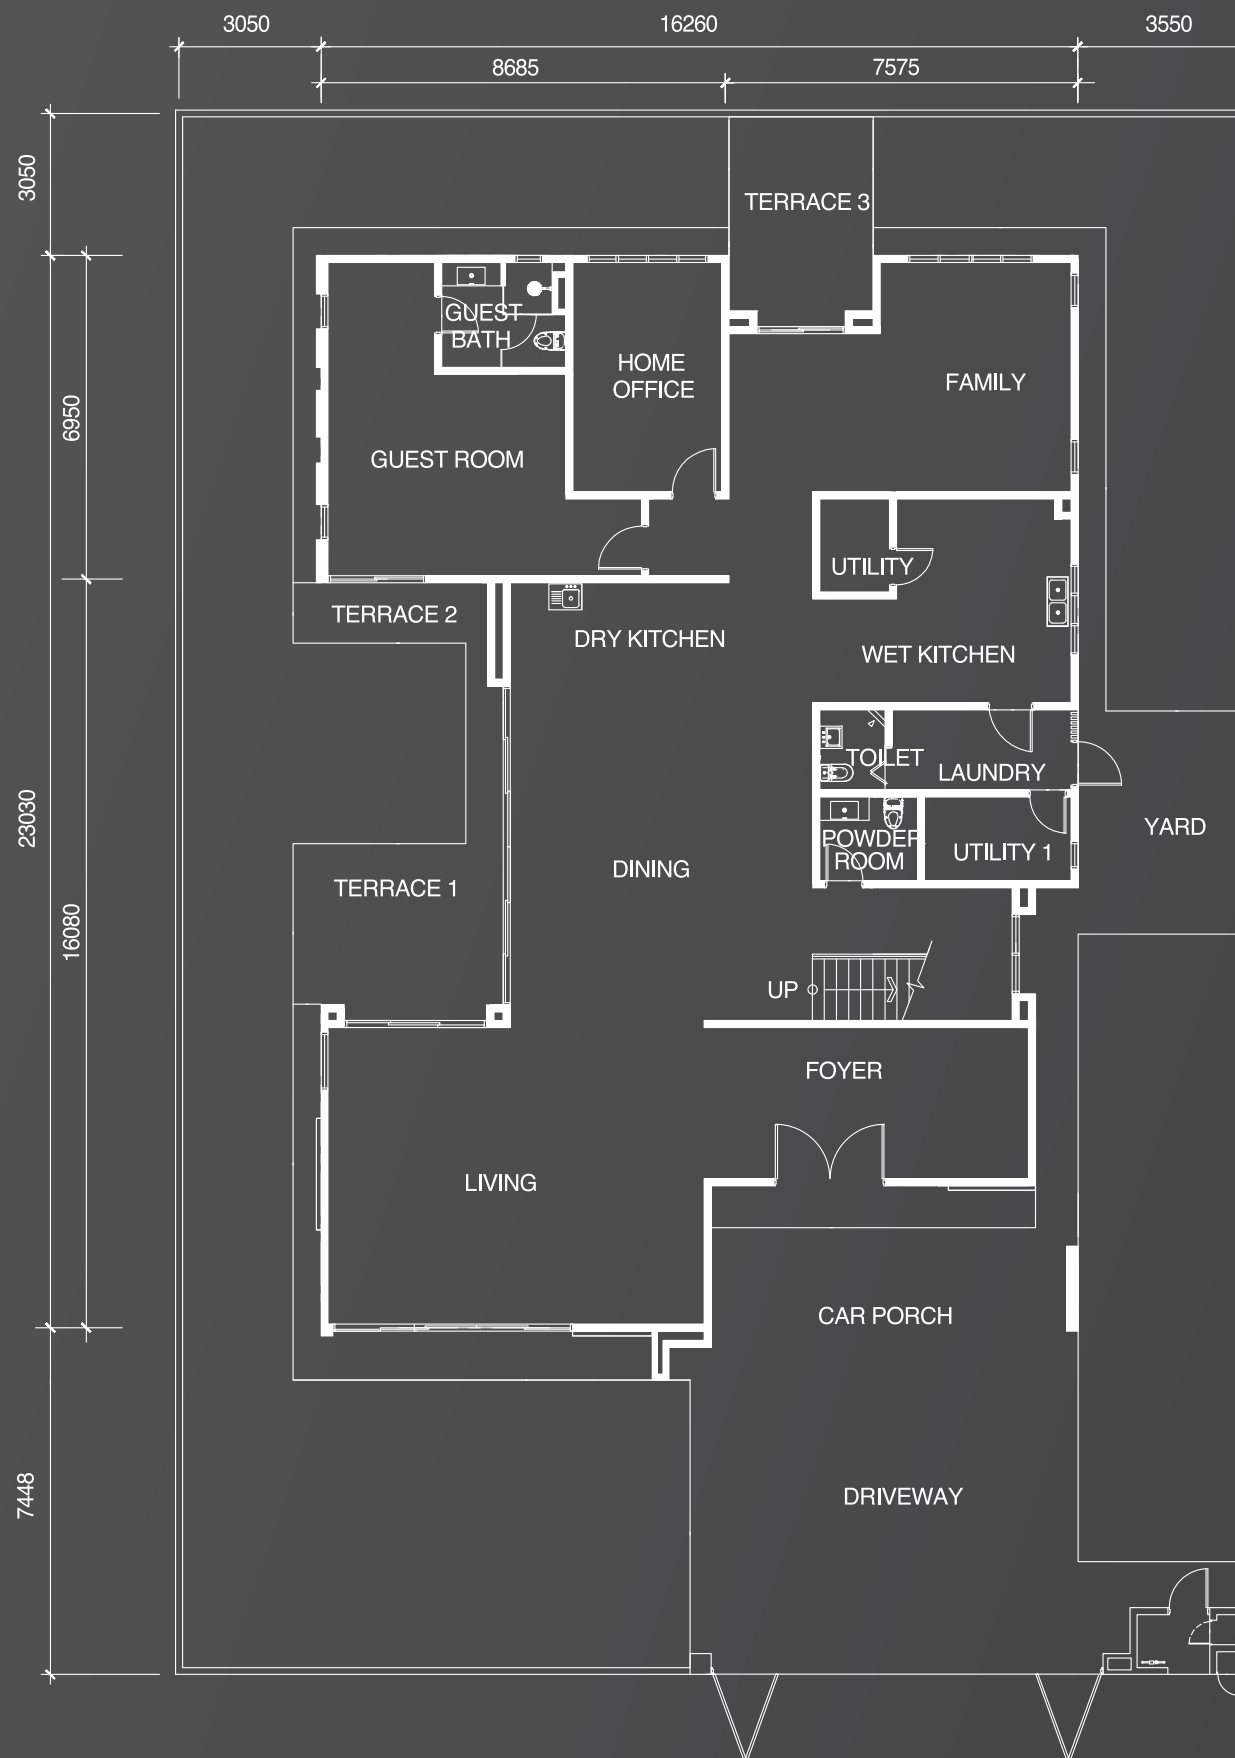 3050
16260
3550
8685
7575
3050
TERRACE 3
GUEST
BATH
HOME
OFFICE
FAMILY
6950
GUEST ROOM
UTILITY
TERRACE 2
DRY KITCHEN
WET KITCHEN
TOILET
LAUNDRY
23030
YARD
POWDER
ROOM
UTILITY 1
DINING
TERRACE 1
16080
UP
FOYER
LIVING
CAR PORCH
7448
DRIVEWAY